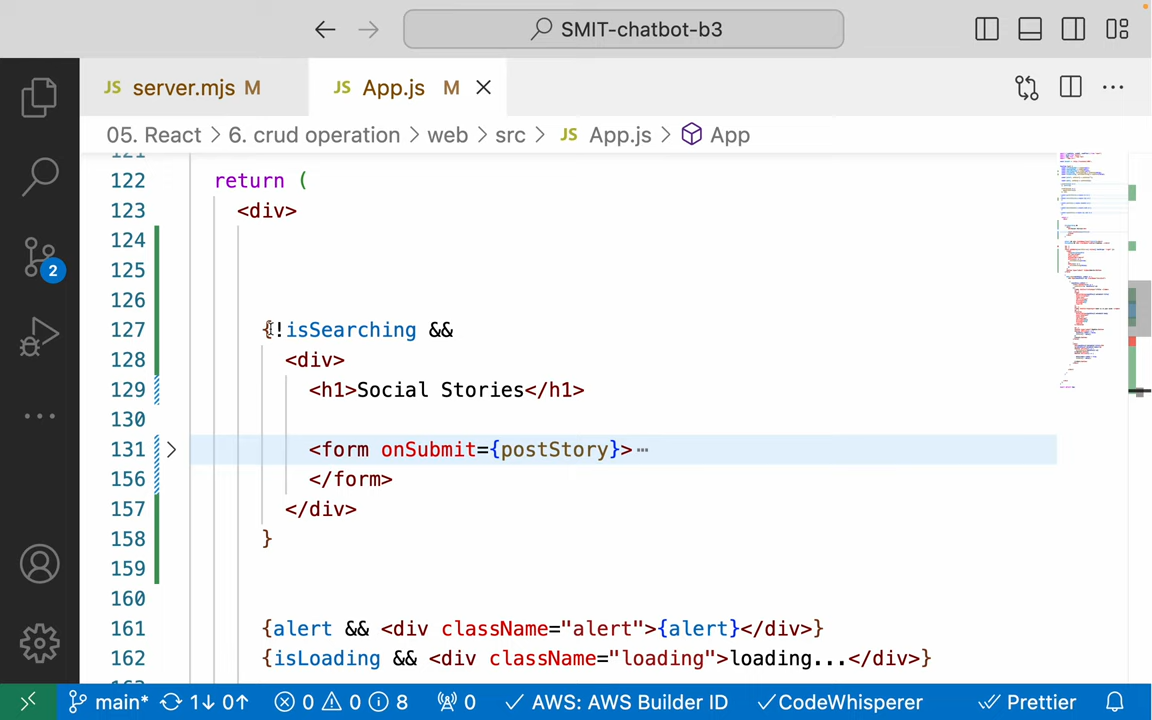 SMIT-chatbot-b3
JS server.mjs M JS App.js M
05. React > 6. crud operation > web > src > JS App.js > App
121
122 return (
123 <div>
124
125
126
127 {!isSearching &&
128 <div>
129 <h1>Social Stories</h1>
130
131 <form onSubmit={postStory}>⋯
156 </form>
157 </div>
158 }
159
160
161 {alert && <div className="alert">{alert}</div>}
162 {isLoading && <div className="loading">loading...</div>}
2
main* 1↓ 0↑ 0 0 8 0 AWS: AWS Builder ID CodeWhisperer Prettier